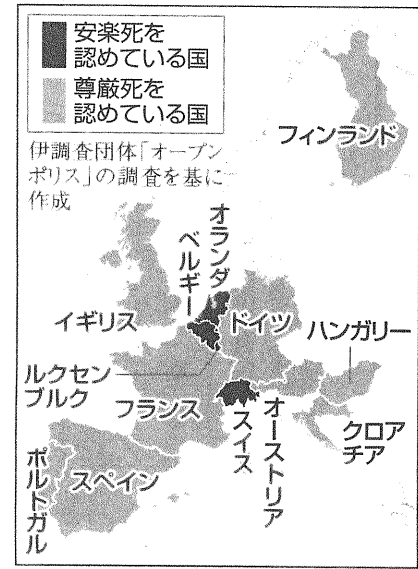 安楽死を
認めている国
尊厳死を
認めている国
伊調査団体「オープン
ポリス」の調査を基に
作成
フィンランド
オランダ
ベルギー
イギリス
ドイツ
ハンガリー
ルクセン
ブルク
フランス
スイス
オーストリア
クロア
チア
ポルトガル
スペイン